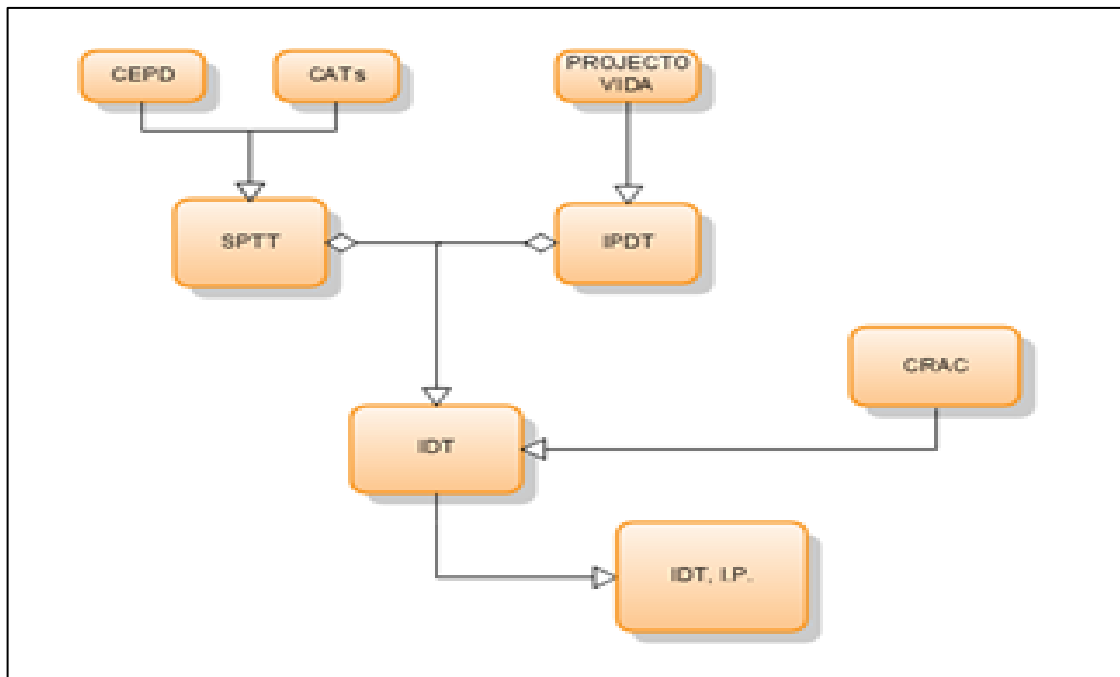 CEPD
CATs
PROJECTO
VIDA
SPTT
IPDT
CRAC
IDT
IDT, I.P.